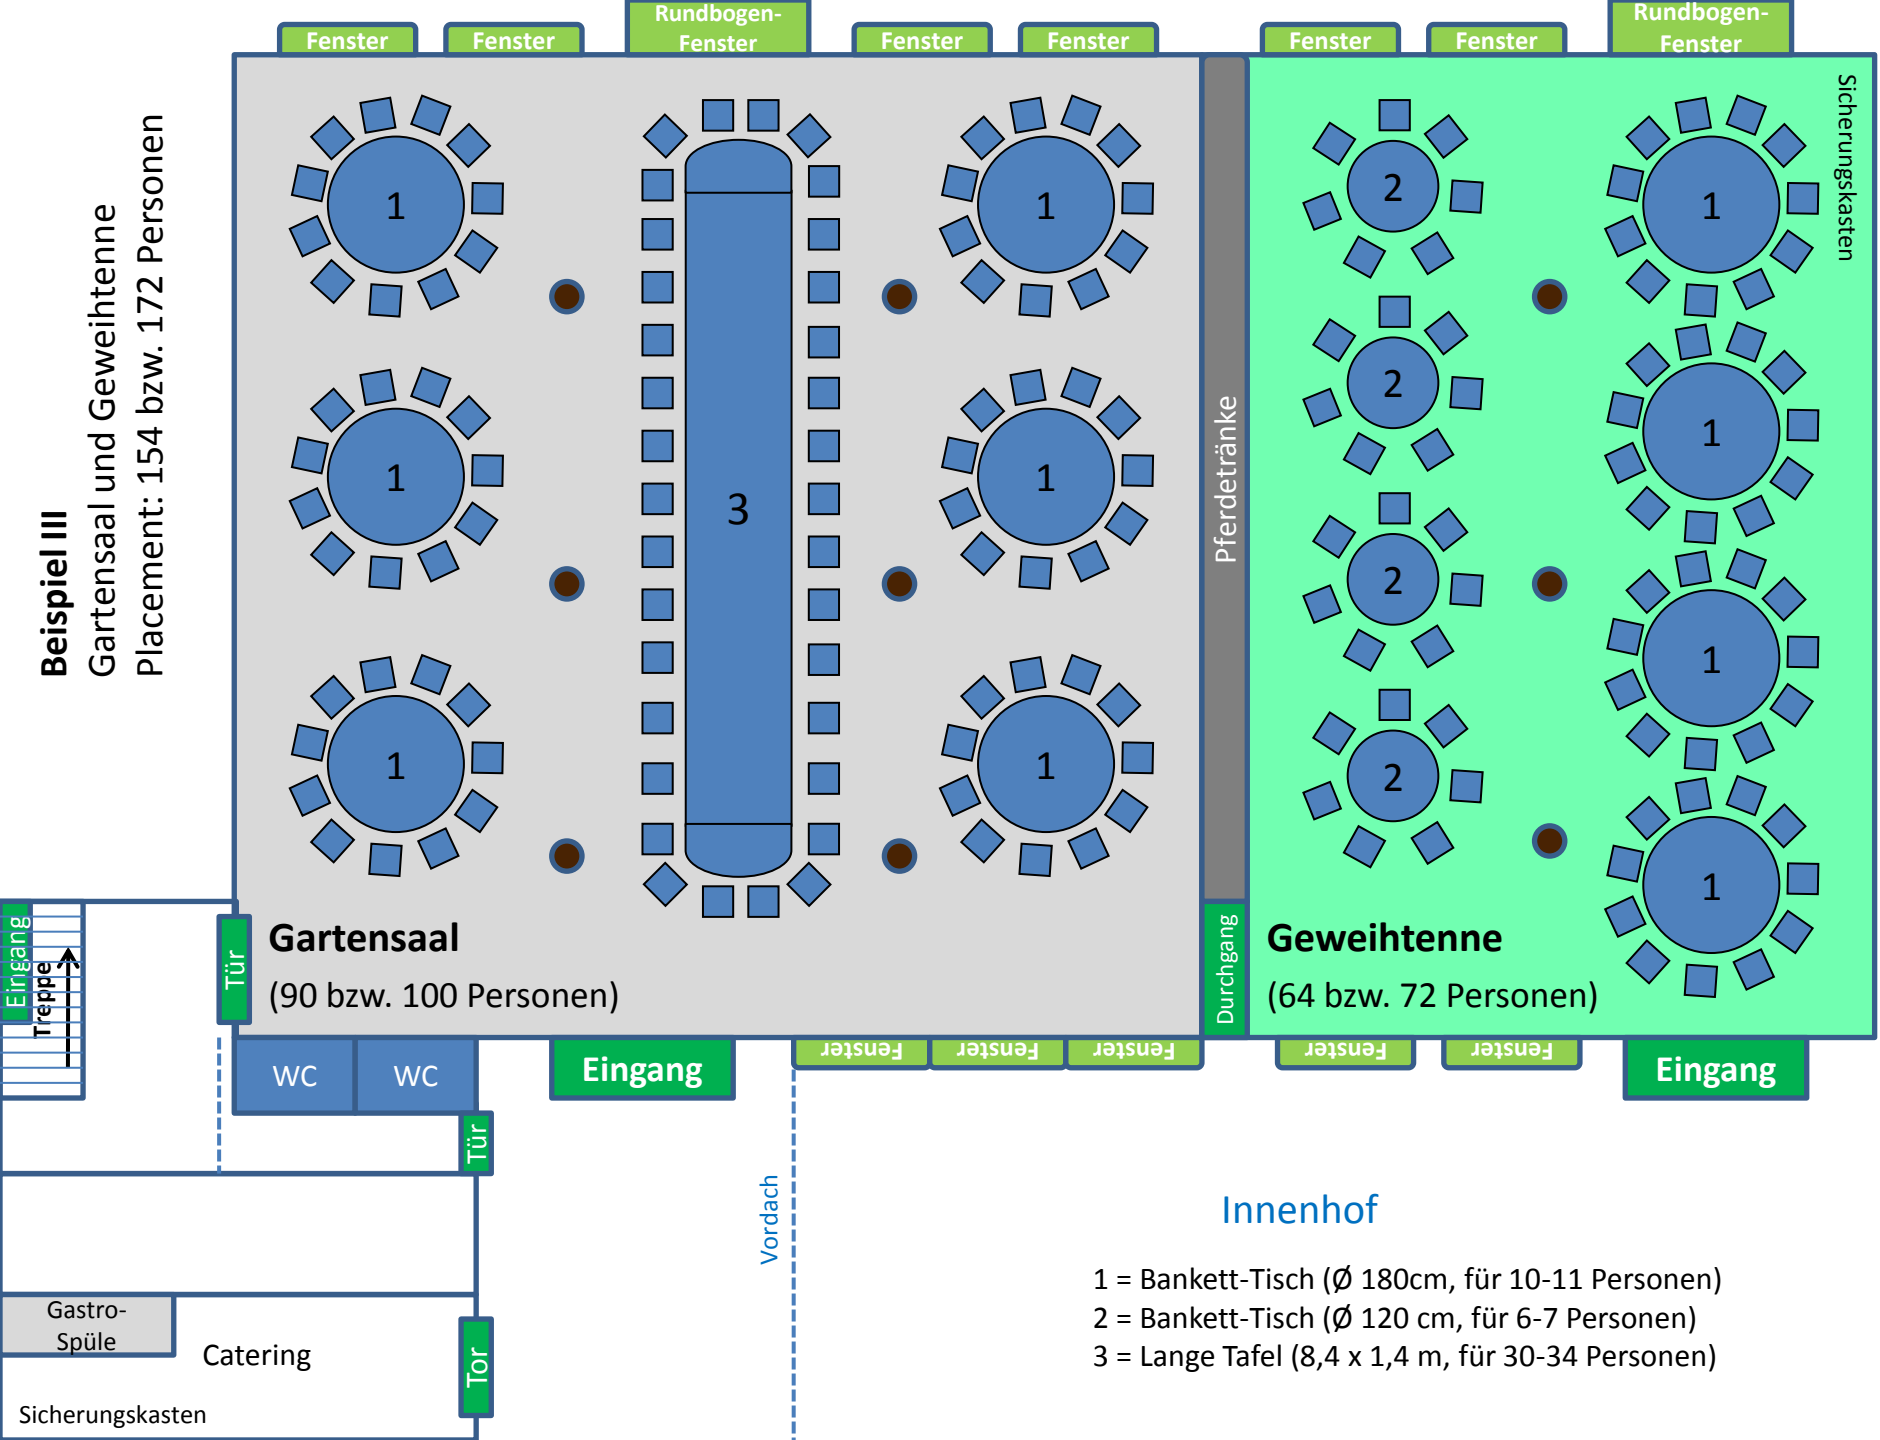 Rundbogen-
Fenster
Fenster
Fenster
Fenster
Fenster
Fenster
Fenster
Rundbogen-
Fenster
Beispiel III
Gartensaal und Geweihtenne
Placement: 154 bzw. 172 Personen
Sicherungskasten
1
1
2
1
2
1
1
2
3
1
Pferdetränke
2
1
1
1
2
1
Gartensaal
(90 bzw. 100 Personen)
Geweihtenne
(64 bzw. 72 Personen)
Durchgang
Eingang
Treppe
Tür
WC
WC
Eingang
Fenster
Fenster
Fenster
Fenster
Fenster
Eingang
Tür
Vordach
Innenhof
1 = Bankett-Tisch (Ø 180cm, für 10-11 Personen)
2 = Bankett-Tisch (Ø 120 cm, für 6-7 Personen)
3 = Lange Tafel (8,4 x 1,4 m, für 30-34 Personen)
Gastro-
Spüle
Catering
Tor
Sicherungskasten